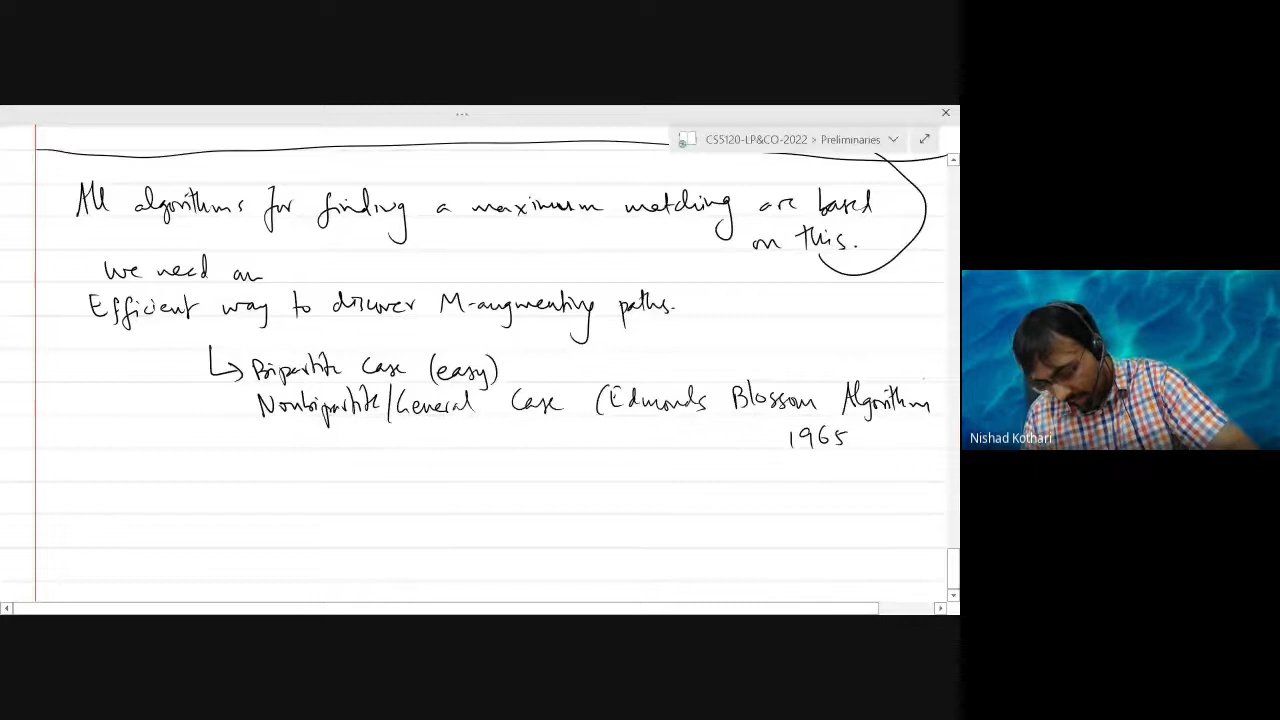 CS5120-LP&CO-2022 > Preliminaries
All algorithms for finding a maximum matching are based
on this.
We need an
Efficient way to discover M-augmenting paths.
Bipartite Case (easy)
Nonbipartite/General Case (Edmonds Blossom Algorithm
1965
Nishad Kothari